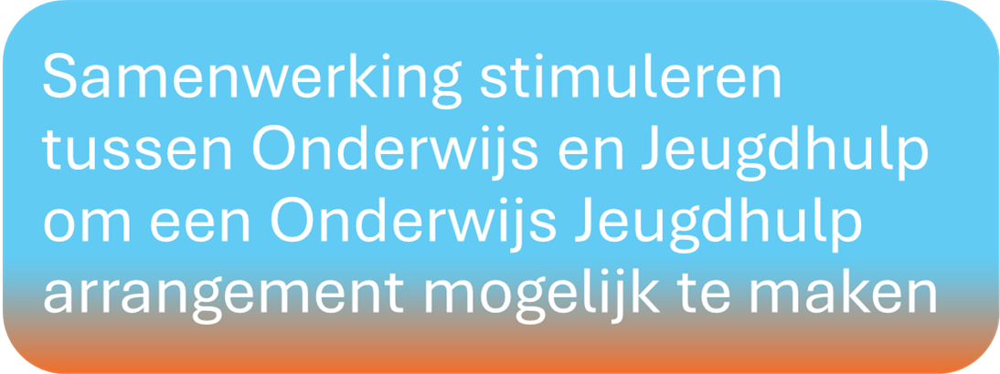 Samenwerking stimuleren
tussen Onderwijs en Jeugdhulp
om een Onderwijs Jeugdhulp
arrangement mogelijk te maken